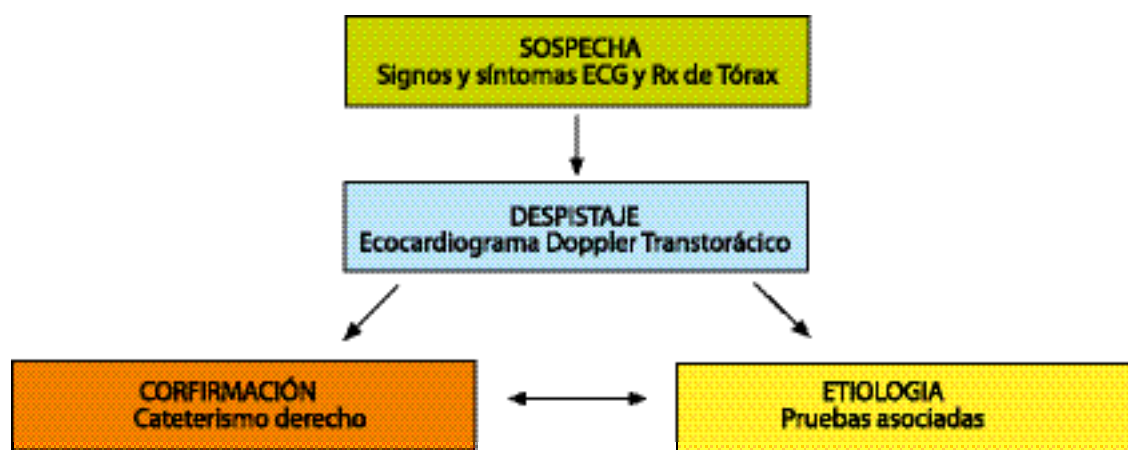 SOSPECHA
Signos y síntomas ECG y Rx de Tórax
DESPISTAJE
Ecocardiograma Doppler Transtorácico
CORFIRMACIÓN
Cateterismo derecho
ETIOLOGIA
Pruebas asociadas